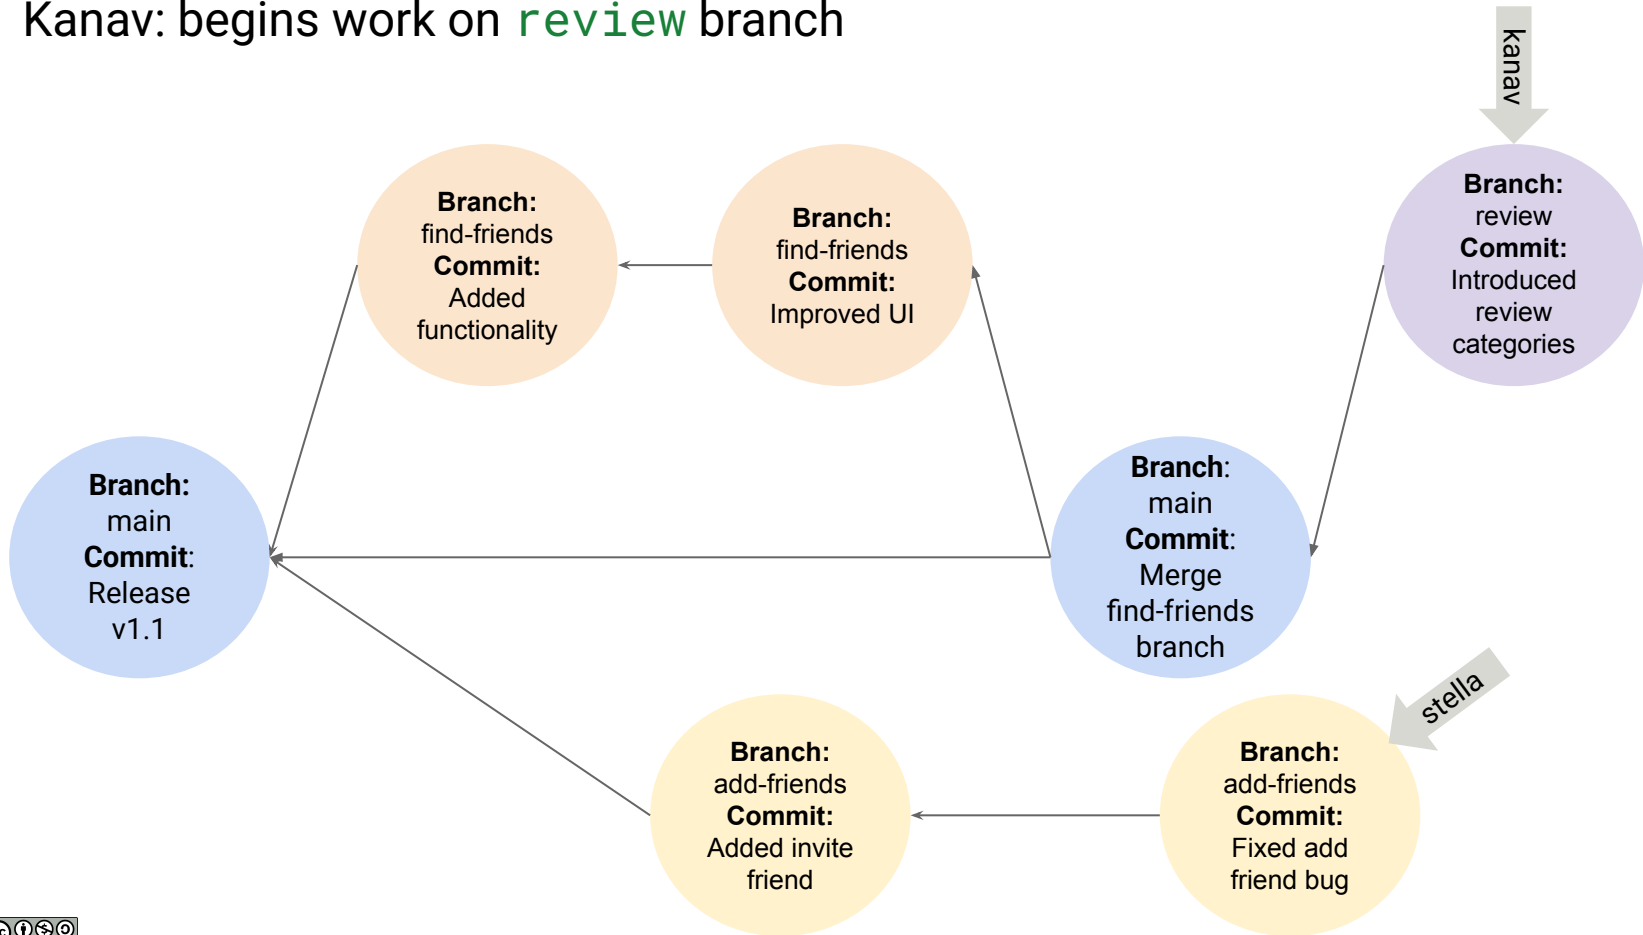 Kanav: begins work on review branch
kanav
Branch:
find-friends
Commit:
Added
functionality
Branch:
find-friends
Commit:
Improved UI
Branch:
review
Commit:
Introduced
review
categories
Branch:
main
Commit:
Release
v1.1
Branch:
main
Commit:
Merge
find-friends
branch
stella
Branch:
add-friends
Commit:
Added invite
friend
Branch:
add-friends
Commit:
Fixed add
friend bug